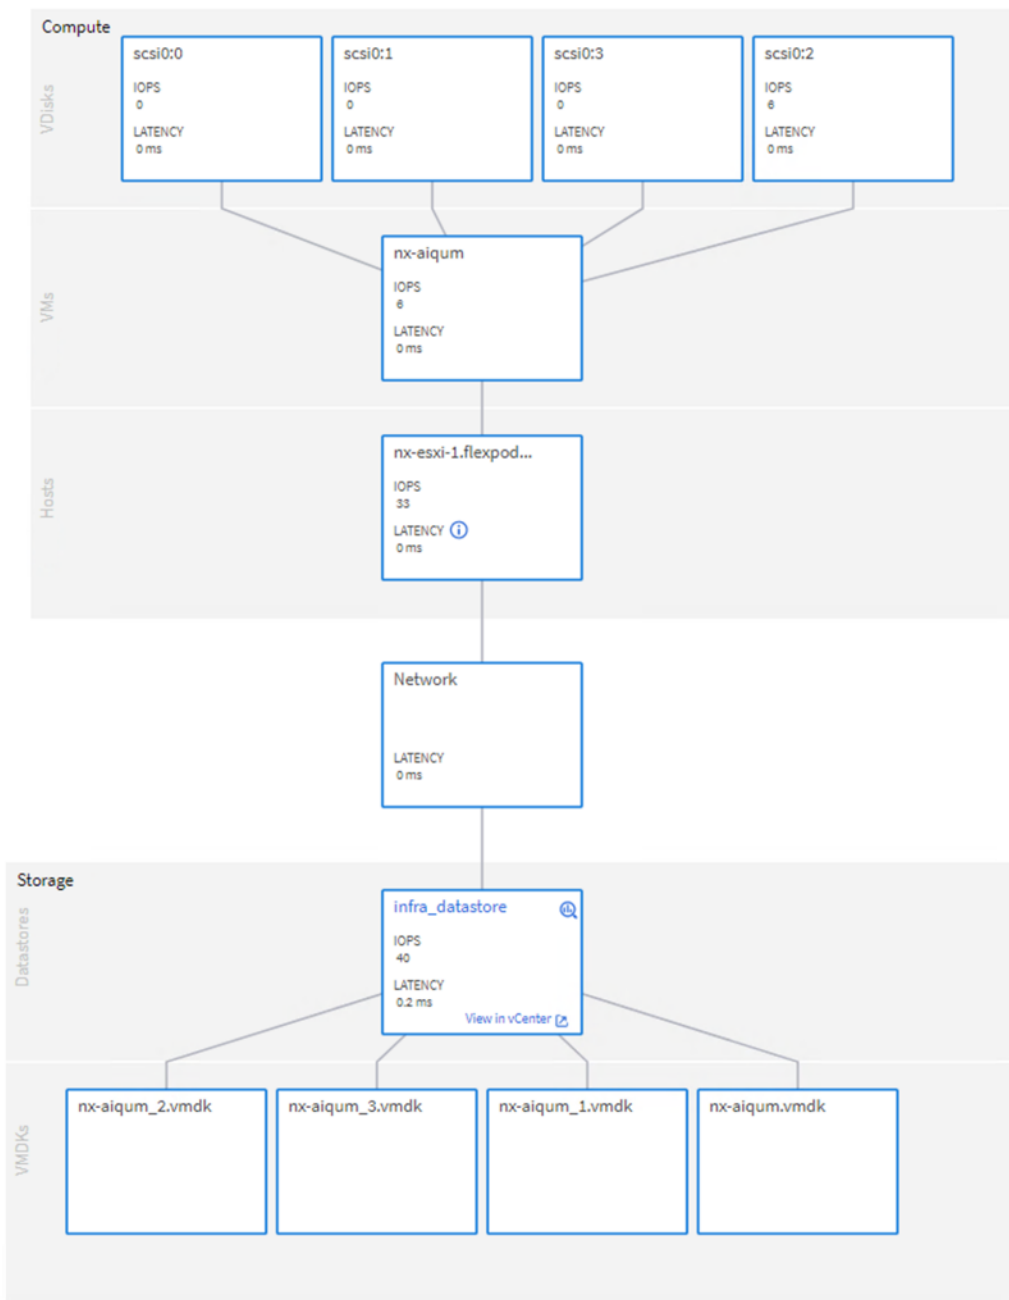 Compute
VDisks
scsi0:0
IOPS
0
LATENCY
0 ms
scsi0:1
IOPS
0
LATENCY
0 ms
scsi0:3
IOPS
0
LATENCY
0 ms
scsi0:2
IOPS
6
LATENCY
0 ms
VMs
nx-aiqum
IOPS
6
LATENCY
0 ms
Hosts
nx-esxi-1.flexpod...
IOPS
33
LATENCY
0 ms
Network
LATENCY
0 ms
Storage
Datastores
infra_datastore
IOPS
40
LATENCY
0.2 ms
View in vCenter
VMDKs
nx-aiqum_2.vmdk
nx-aiqum_3.vmdk
nx-aiqum_1.vmdk
nx-aiqum.vmdk